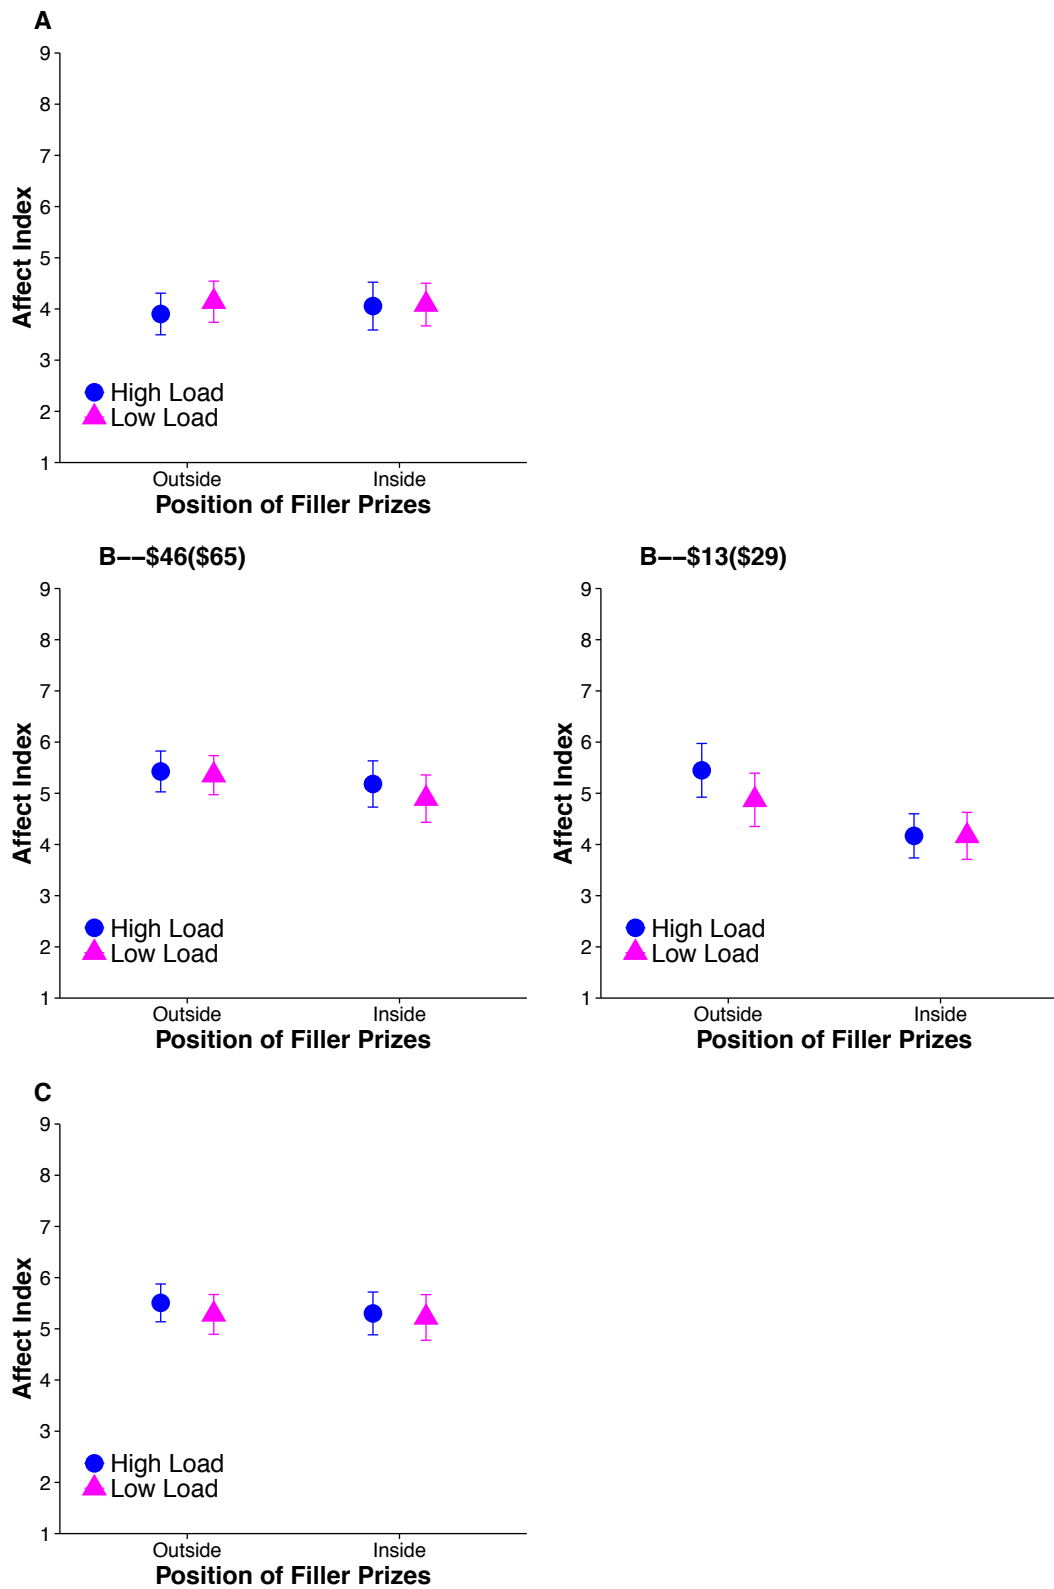 A
9
8
7
6
5
4
3
2
1
Affect Index
High Load
Low Load
Outside Inside
Position of Filler Prizes
B––$46($65)
9
8
7
6
5
4
3
2
1
Affect Index
High Load
Low Load
Outside Inside
Position of Filler Prizes
B––$13($29)
9
8
7
6
5
4
3
2
1
Affect Index
High Load
Low Load
Outside Inside
Position of Filler Prizes
C
9
8
7
6
5
4
3
2
1
Affect Index
High Load
Low Load
Outside Inside
Position of Filler Prizes